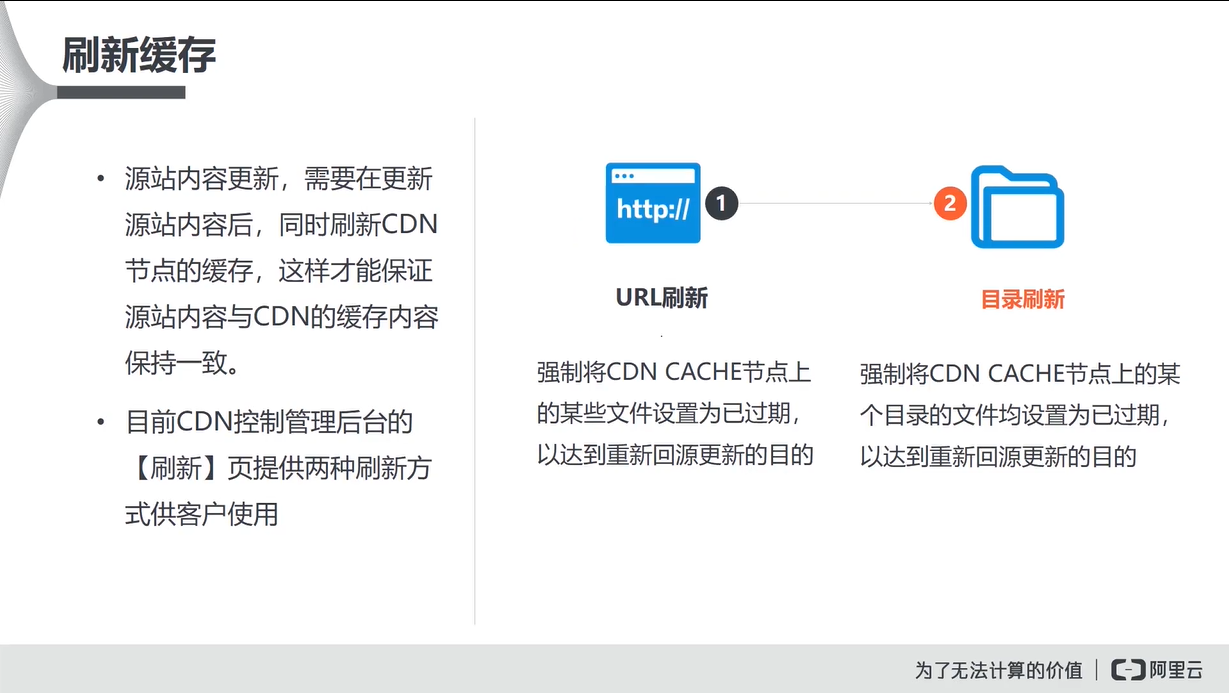 刷新缓存
• 源站内容更新，需要在更新
源站内容后，同时刷新CDN
节点的缓存，这样才能保证
源站内容与CDN的缓存内容
保持一致。
• 目前CDN控制管理后台的
【刷新】页提供两种刷新方
式供客户使用
http://
1
2
URL刷新
目录刷新
强制将CDN CACHE节点上
的某些文件设置为已过期，
以达到重新回源更新的目的
强制将CDN CACHE节点上的某
个目录的文件均设置为已过期，
以达到重新回源更新的目的
为了无法计算的价值 | 阿里云